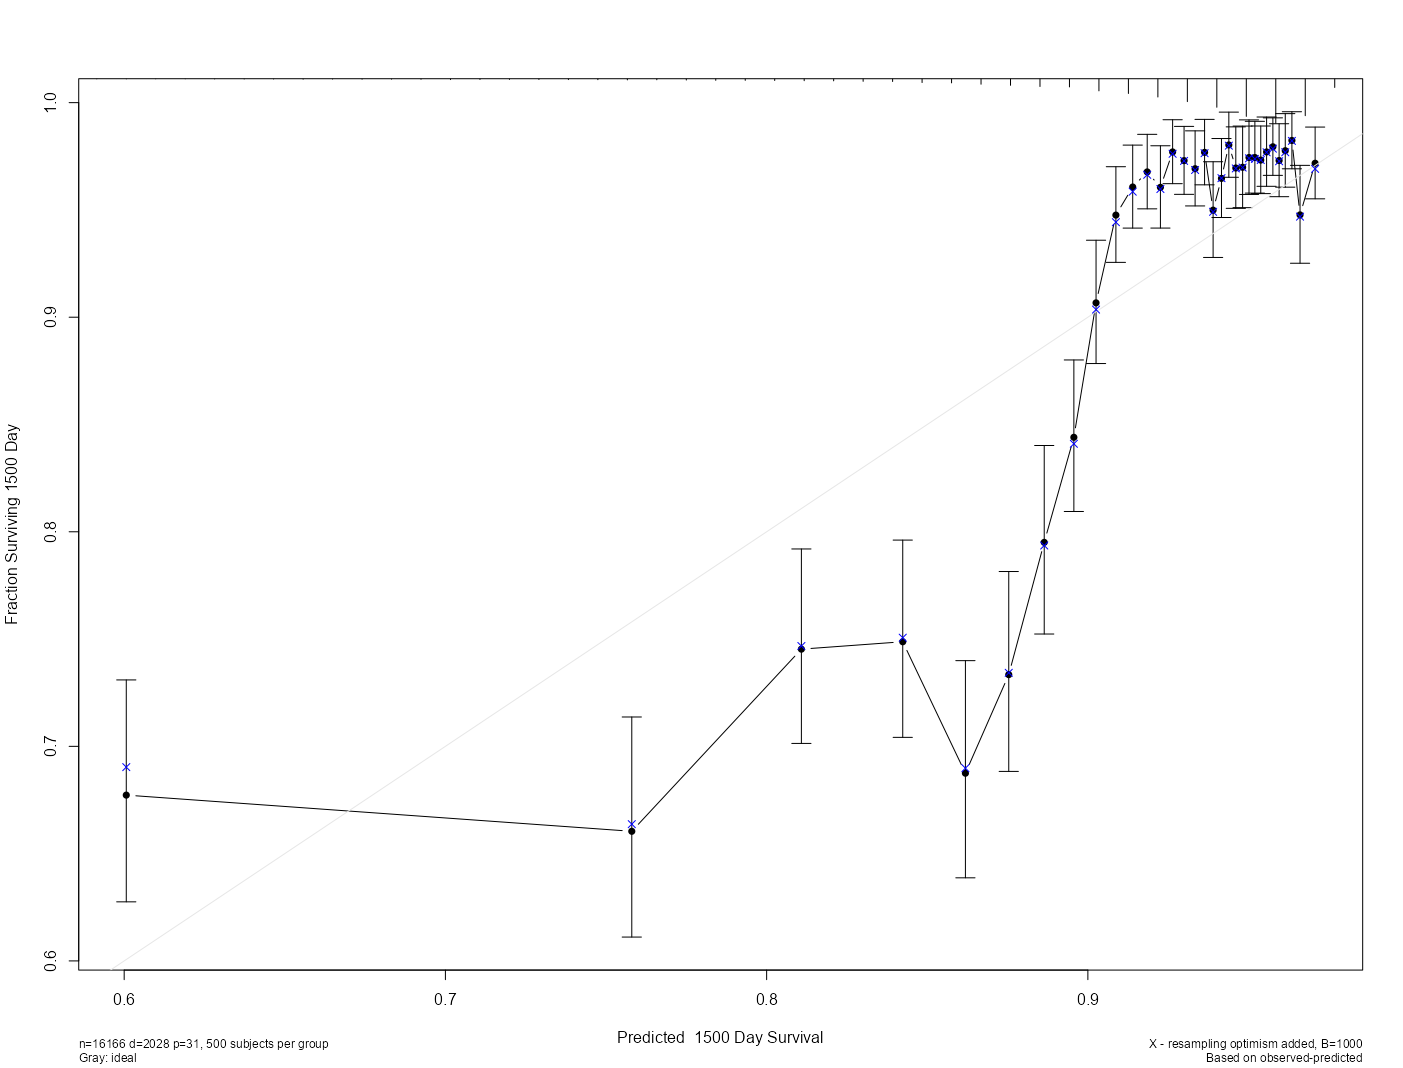 1.0
0.9
0.8
0.7
0.6
Fraction Surviving 1500 Day
0.6 0.7 0.8 0.9
Predicted  1500 Day Survival
n=16166 d=2028 p=31, 500 subjects per group
Gray: ideal
X - resampling optimism added, B=1000
Based on observed-predicted